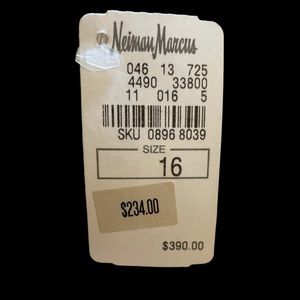 Neiman Marcus
046 13 725
4490 33800
11 016 5
SKU 0896 8039
SIZE
16
$234.00
$390.00